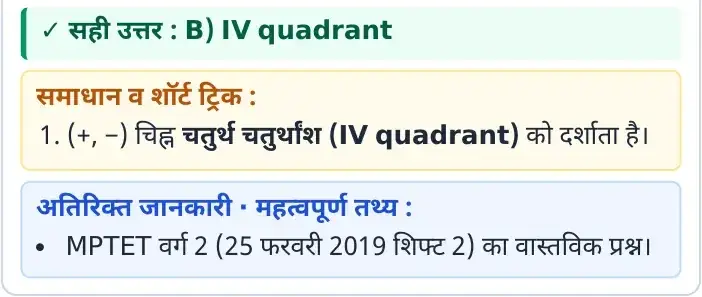 ✓ सही उत्तर : B) IV quadrant
समाधान व शॉर्ट ट्रिक :
1. (+, −) चिह्न चतुर्थ चतुर्थांश (IV quadrant) को दर्शाता है।
अतिरिक्त जानकारी · महत्वपूर्ण तथ्य :
• MPTET वर्ग 2 (25 फरवरी 2019 शिफ्ट 2) का वास्तविक प्रश्न।